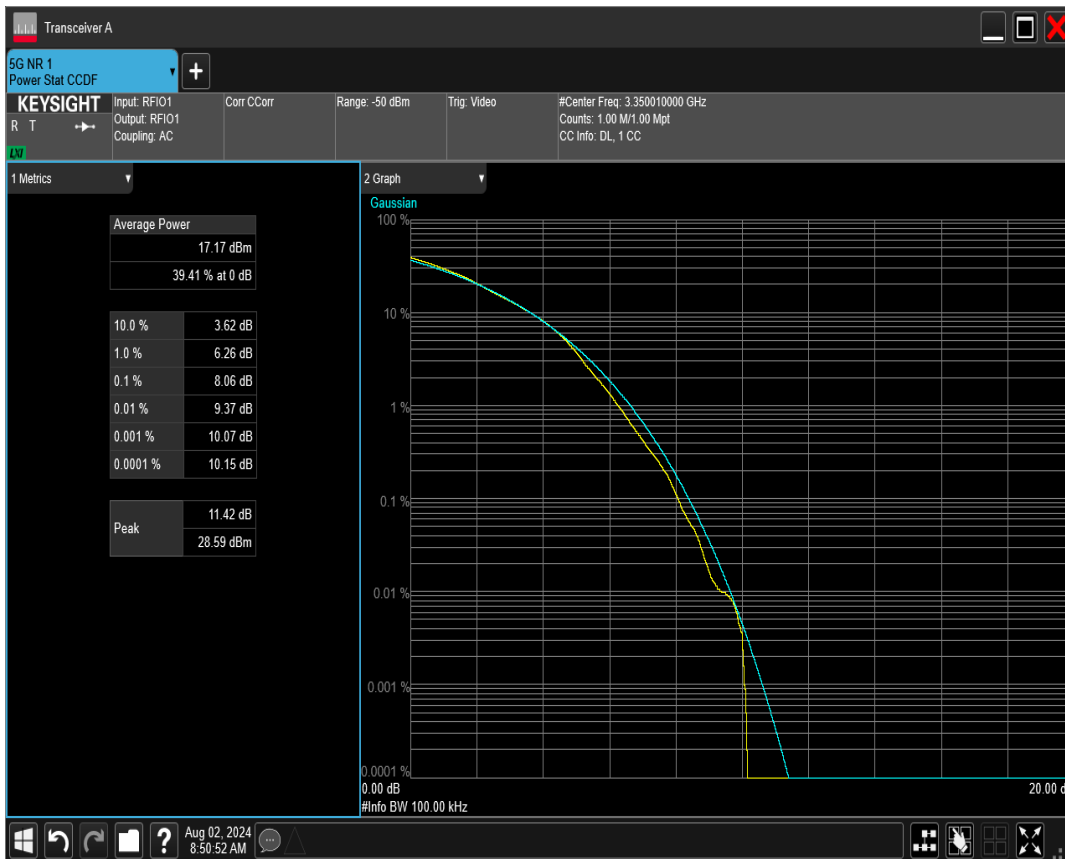 Transceiver A
5G NR 1
Power Stat CCDF
+
KEYSIGHT
R T
LXI
Input: RFIO1
Output: RFIO1
Coupling: AC
Corr CCorr
Range: -50 dBm
Trig: Video
#Center Freq: 3.350010000 GHz
Counts: 1.00 M/1.00 Mpt
CC Info: DL, 1 CC
1 Metrics
Average Power
17.17 dBm
39.41 % at 0 dB
10.0 % 3.62 dB
1.0 % 6.26 dB
0.1 % 8.06 dB
0.01 % 9.37 dB
0.001 % 10.07 dB
0.0001 % 10.15 dB
Peak
11.42 dB
28.59 dBm
2 Graph
Gaussian
100 %
10 %
1 %
0.1 %
0.01 %
0.001 %
0.0001 %
0.00 dB
20.00 d
#Info BW 100.00 kHz
?
Aug 02, 2024
8:50:52 AM